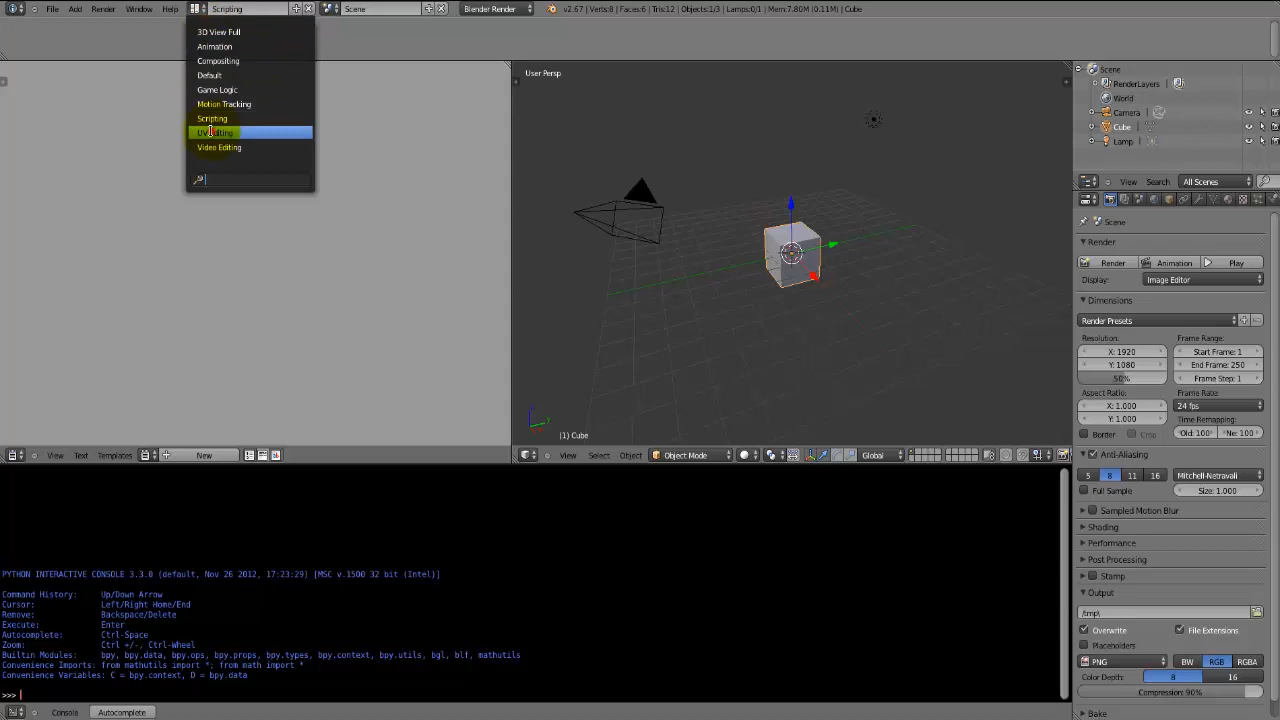 File Add Render Window Help Scripting Scene Blender Render v2.67 | Verts:8 | Faces:6 | Tris:12 | Objects:1/3 | Lamps:0/1 | Mem:7.80M (0.11M) | Cube
3D View Full
Animation
Compositing
Default
Game Logic
Motion Tracking
Scripting
UV Editing
Video Editing
User Persp
(1) Cube
View Select Object Object Mode Global
View Text Templates New
Scene
RenderLayers
World
Camera
Cube
Lamp
View Search All Scenes
Scene
Render
Render Animation Play
Display: Image Editor
Dimensions
Render Presets
Resolution: Frame Range:
X: 1920 Start Frame: 1
Y: 1080 End Frame: 250
50% Frame Step: 1
Aspect Ratio: Frame Rate:
X: 1.000 24 fps
Y: 1.000 Time Remapping:
Border Crop Old: 100 Ne: 100
Anti-Aliasing
5 8 11 16 Mitchell-Netravali
Full Sample Size: 1.000
Sampled Motion Blur
Shading
Performance
Post Processing
Stamp
Output
/tmp\
Overwrite File Extensions
Placeholders
PNG BW RGB RGBA
Color Depth: 8 16
Compression: 90%
Bake
PYTHON INTERACTIVE CONSOLE 3.3.0 (default, Nov 26 2012, 17:23:29) [MSC v.1500 32 bit (Intel)]
Command History: Up/Down Arrow
Cursor: Left/Right Home/End
Remove: Backspace/Delete
Execute: Enter
Autocomplete: Ctrl-Space
Zoom: Ctrl +/-, Ctrl-Wheel
Builtin Modules: bpy, bpy.data, bpy.ops, bpy.props, bpy.types, bpy.context, bpy.utils, bgl, blf, mathutils
Convenience Imports: from mathutils import *; from math import *
Convenience Variables: C = bpy.context, D = bpy.data
>>>
Console Autocomplete